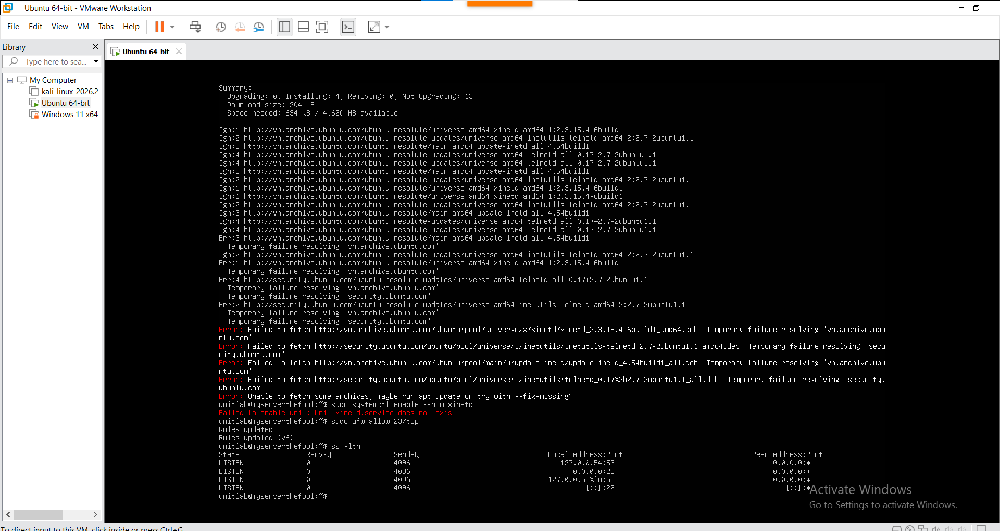 Ubuntu 64-bit - VMware Workstation
File Edit View VM Tabs Help
Library
Type here to sea...
My Computer
kali-linux-2026.2-
Ubuntu 64-bit
Windows 11 x64
Ubuntu 64-bit
Summary:
Upgrading: 0, Installing: 4, Removing: 0, Not Upgrading: 13
Download size: 204 kB
Space needed: 634 kB / 4,620 MB available
Ign:1 http://vn.archive.ubuntu.com/ubuntu resolute/universe amd64 xinetd amd64 1:2.3.15.4-6build1
Ign:2 http://vn.archive.ubuntu.com/ubuntu resolute-updates/universe amd64 inetutils-telnetd amd64 2:2.7-2ubuntu1.1
Ign:3 http://vn.archive.ubuntu.com/ubuntu resolute/main amd64 update-inetd all 4.54build1
Ign:4 http://vn.archive.ubuntu.com/ubuntu resolute-updates/universe amd64 telnetd all 0.17+2.7-2ubuntu1.1
Ign:4 http://vn.archive.ubuntu.com/ubuntu resolute-updates/universe amd64 telnetd all 0.17+2.7-2ubuntu1.1
Ign:3 http://vn.archive.ubuntu.com/ubuntu resolute/main amd64 update-inetd all 4.54build1
Ign:2 http://vn.archive.ubuntu.com/ubuntu resolute-updates/universe amd64 inetutils-telnetd amd64 2:2.7-2ubuntu1.1
Ign:1 http://vn.archive.ubuntu.com/ubuntu resolute/universe amd64 xinetd amd64 1:2.3.15.4-6build1
Ign:1 http://vn.archive.ubuntu.com/ubuntu resolute/universe amd64 xinetd amd64 1:2.3.15.4-6build1
Ign:2 http://vn.archive.ubuntu.com/ubuntu resolute-updates/universe amd64 inetutils-telnetd amd64 2:2.7-2ubuntu1.1
Ign:3 http://vn.archive.ubuntu.com/ubuntu resolute/main amd64 update-inetd all 4.54build1
Ign:4 http://vn.archive.ubuntu.com/ubuntu resolute-updates/universe amd64 telnetd all 0.17+2.7-2ubuntu1.1
Ign:4 http://vn.archive.ubuntu.com/ubuntu resolute-updates/universe amd64 telnetd all 0.17+2.7-2ubuntu1.1
Err:3 http://vn.archive.ubuntu.com/ubuntu resolute/main amd64 update-inetd all 4.54build1
Temporary failure resolving 'vn.archive.ubuntu.com'
Ign:2 http://vn.archive.ubuntu.com/ubuntu resolute-updates/universe amd64 inetutils-telnetd amd64 2:2.7-2ubuntu1.1
Err:1 http://vn.archive.ubuntu.com/ubuntu resolute/universe amd64 xinetd amd64 1:2.3.15.4-6build1
Temporary failure resolving 'vn.archive.ubuntu.com'
Err:4 http://security.ubuntu.com/ubuntu resolute-updates/universe amd64 telnetd all 0.17+2.7-2ubuntu1.1
Temporary failure resolving 'vn.archive.ubuntu.com'
Temporary failure resolving 'security.ubuntu.com'
Err:2 http://security.ubuntu.com/ubuntu resolute-updates/universe amd64 inetutils-telnetd amd64 2:2.7-2ubuntu1.1
Temporary failure resolving 'vn.archive.ubuntu.com'
Temporary failure resolving 'security.ubuntu.com'
Error: Failed to fetch http://vn.archive.ubuntu.com/ubuntu/pool/universe/x/xinetd/xinetd_2.3.15.4-6build1_amd64.deb Temporary failure resolving 'vn.archive.ubu
ntu.com'
Error: Failed to fetch http://security.ubuntu.com/ubuntu/pool/universe/i/inetutils/inetutils-telnetd_2.7-2ubuntu1.1_amd64.deb Temporary failure resolving 'secu
rity.ubuntu.com'
Error: Failed to fetch http://vn.archive.ubuntu.com/ubuntu/pool/main/u/update-inetd/update-inetd_4.54build1_all.deb Temporary failure resolving 'vn.archive.ubu
ntu.com'
Error: Failed to fetch http://security.ubuntu.com/ubuntu/pool/universe/i/inetutils/telnetd_0.17%2b2.7-2ubuntu1.1_all.deb Temporary failure resolving 'security.
ubuntu.com'
Error: Unable to fetch some archives, maybe run apt update or try with --fix-missing?
unitlab@myserverthefool:~$ sudo systemctl enable --now xinetd
Failed to enable unit: Unit xinetd.service does not exist
unitlab@myserverthefool:~$ sudo ufw allow 23/tcp
Rules updated
Rules updated (v6)
unitlab@myserverthefool:~$ ss -ltn
State Recv-Q Send-Q Local Address:Port Peer Address:Port
LISTEN 0 4096 127.0.0.54:53 0.0.0.0:*
LISTEN 0 4096 0.0.0.0:22 0.0.0.0:*
LISTEN 0 4096 127.0.0.53%lo:53 0.0.0.0:*
LISTEN 0 4096 [::]:22 [::]:*
unitlab@myserverthefool:~$
Activate Windows
Go to Settings to activate Windows.
To direct input to this VM, click inside or press Ctrl+G.